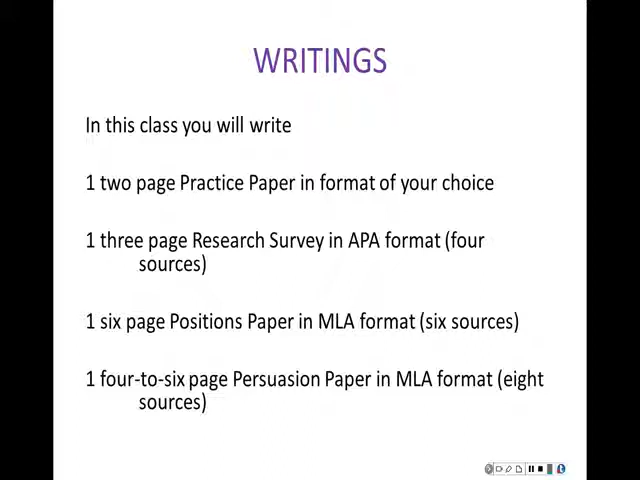 WRITINGS
In this class you will write
1 two page Practice Paper in format of your choice
1 three page Research Survey in APA format (four
sources)
1 six page Positions Paper in MLA format (six sources)
1 four-to-six page Persuasion Paper in MLA format (eight
sources)